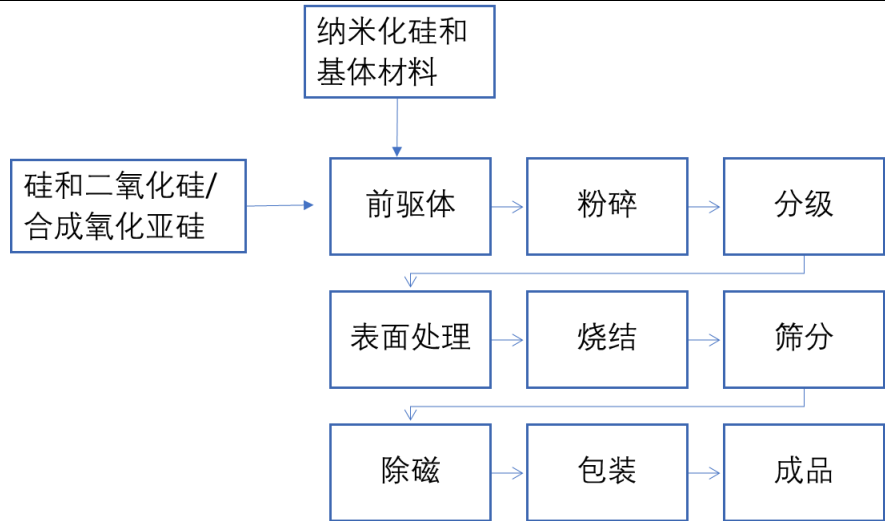 纳米化硅和
基体材料
硅和二氧化硅/
合成氧化亚硅
前驱体
粉碎
分级
表面处理
烧结
筛分
除磁
包装
成品